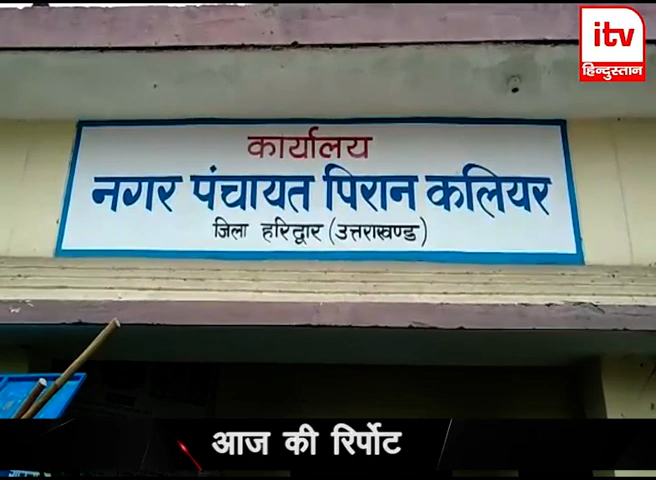 itv
हिन्दुस्तान
कार्यालय
नगर पंचायत पिरान कलियर
जिला हरिद्वार (उत्तराखण्ड)
आज की रिर्पोट